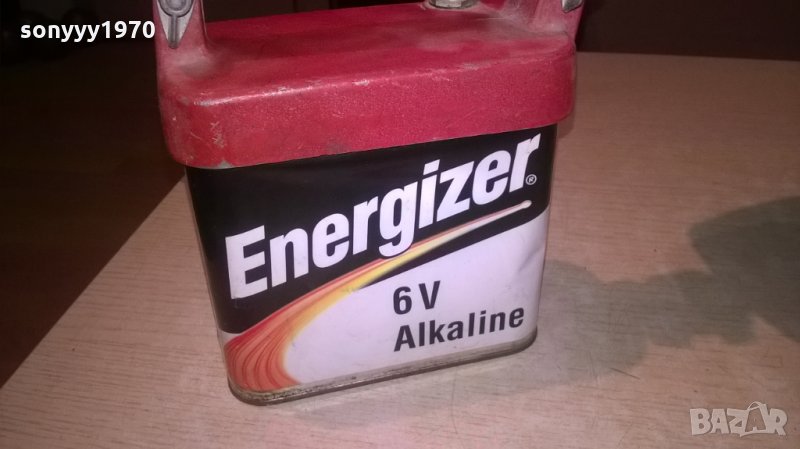 sonyyy1970
Energizer®
6V
Alkaline
BAZAR